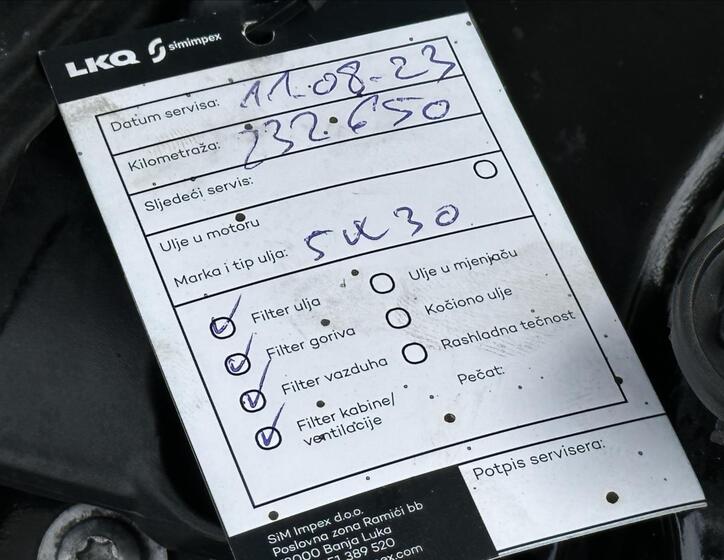 LKQ simimpex
Datum servisa: 11.08.23
Kilometraža: 232.650
Sljedeći servis:
Ulje u motoru
Marka i tip ulja: 5W30
Filter ulja
Ulje u mjenjaču
Filter goriva
Kočiono ulje
Filter vazduha
Rashladna tečnost
Filter kabine/
ventilacije
Pečat:
Potpis servisera:
SiM Impex d.o.o.
Poslovna zona Ramići bb
Banja Luka
389 520